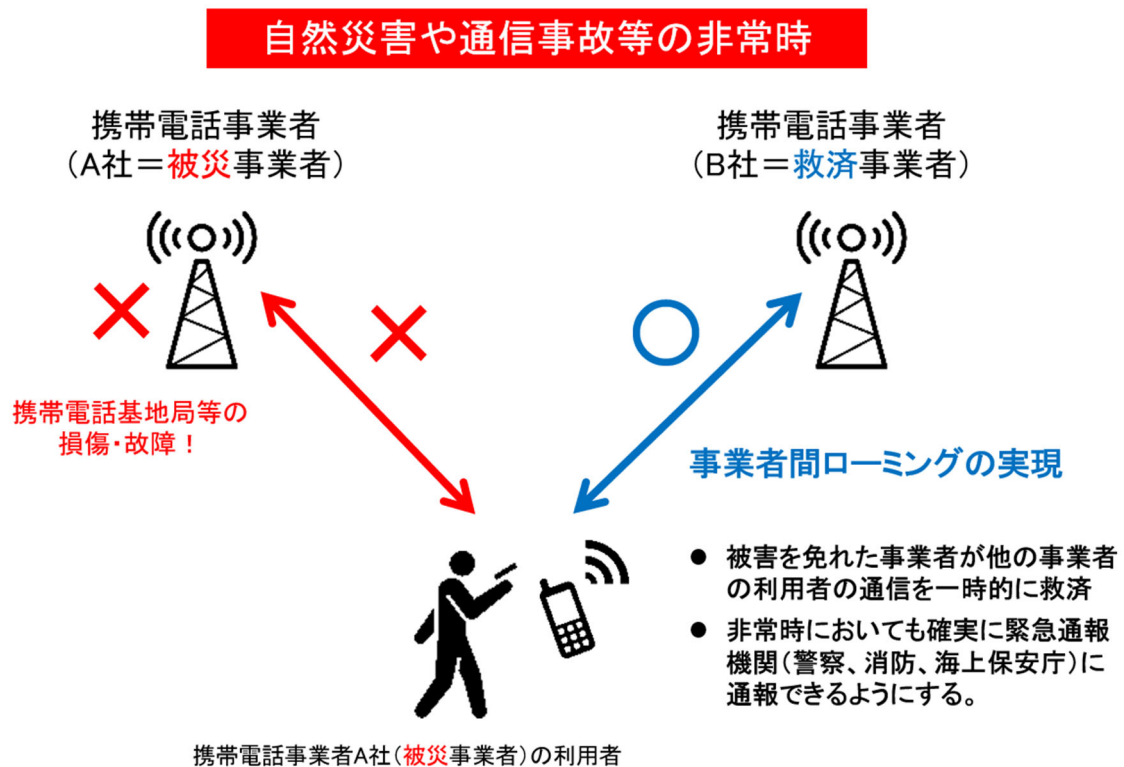 自然災害や通信事故等の非常時
携帯電話事業者
（A社＝被災事業者）
携帯電話事業者
（B社＝救済事業者）
携帯電話基地局等の
損傷・故障！
事業者間ローミングの実現
● 被害を免れた事業者が他の事業者
の利用者の通信を一時的に救済
● 非常時においても確実に緊急通報
機関（警察、消防、海上保安庁）に
通報できるようにする。
携帯電話事業者A社（被災事業者）の利用者